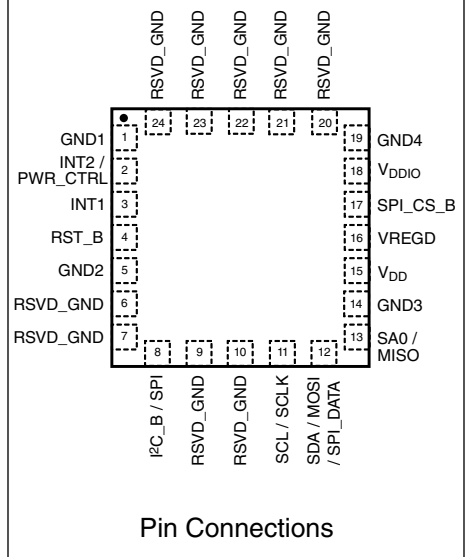 RSVD_GND
RSVD_GND
RSVD_GND
RSVD_GND
RSVD_GND
24
23
22
21
20
GND1
1
INT2 /
PWR_CTRL
2
INT1
3
RST_B
4
GND2
5
RSVD_GND
6
RSVD_GND
7
19
GND4
18
VDDIO
17
SPI_CS_B
16
VREGD
15
VDD
14
GND3
13
SA0 /
MISO
8
9
10
11
12
I²C_B / SPI
RSVD_GND
RSVD_GND
SCL / SCLK
SDA / MOSI
/ SPI_DATA
Pin Connections